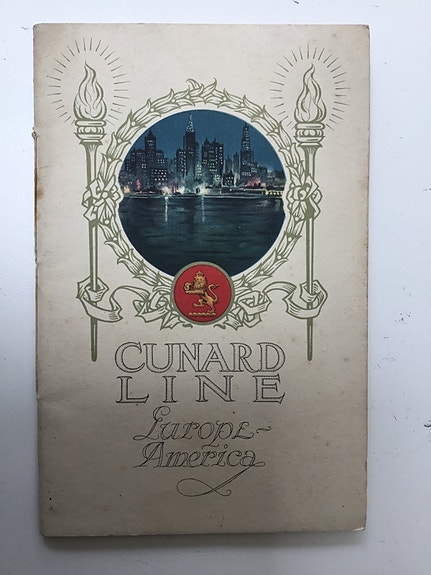 CUNARD
LINE
Europe-
America